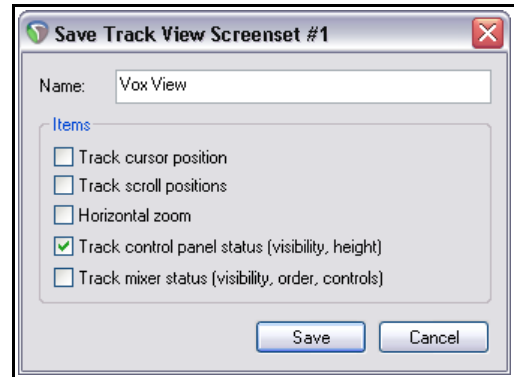 Save Track View Screenset #1
Name: Vox View
Items
Track cursor position
Track scroll positions
Horizontal zoom
Track control panel status (visibility, height)
Track mixer status (visibility, order, controls)
Save Cancel